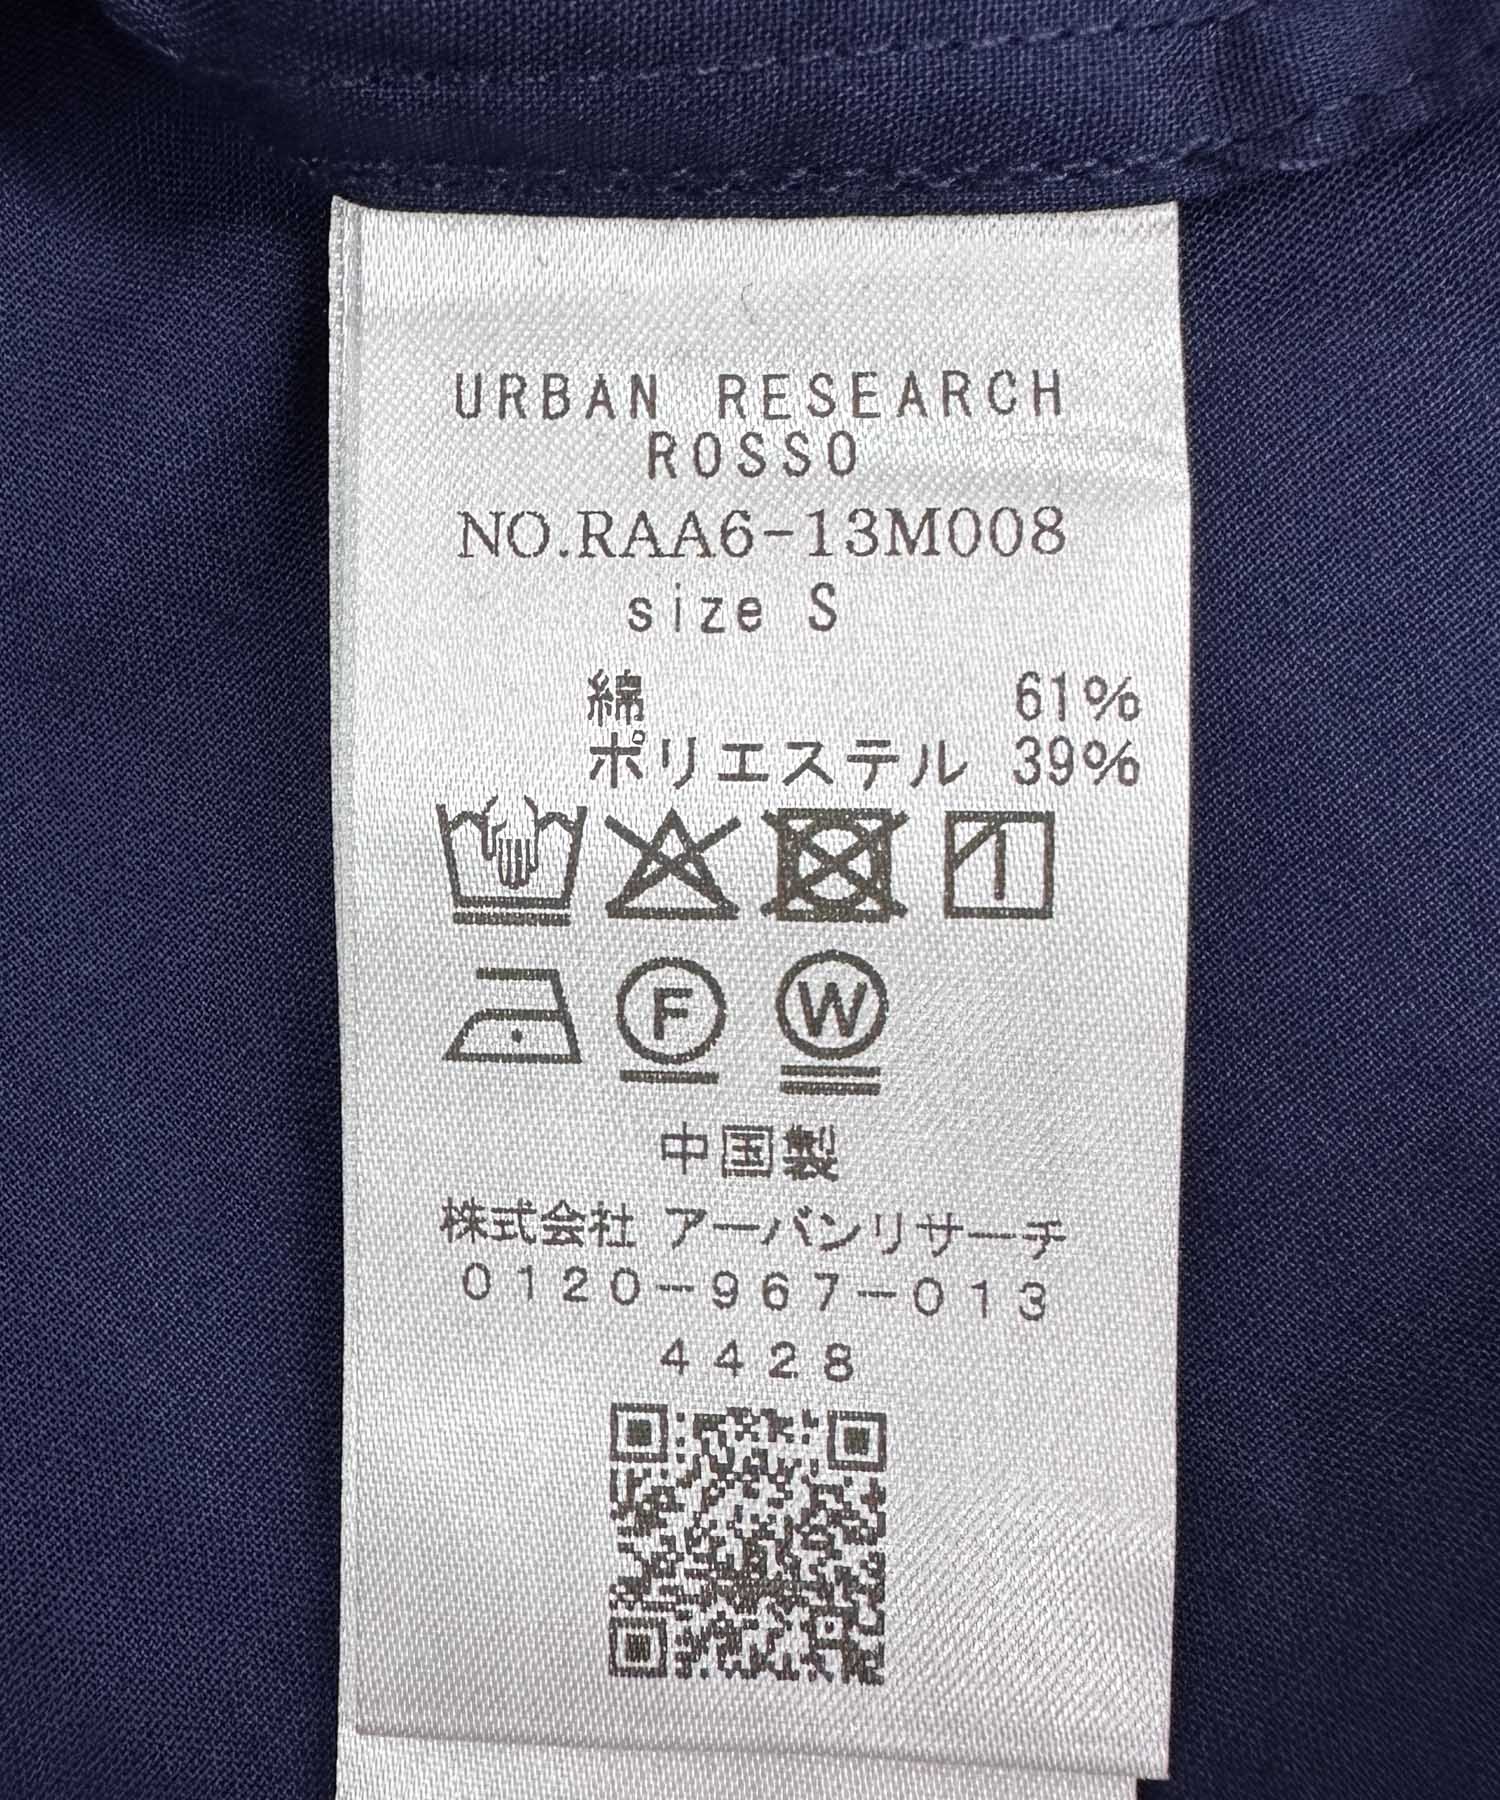 URBAN RESEARCH
ROSSO
NO.RAA6-13M008
size S
綿 61%
ポリエステル 39%
F W
中国製
株式会社 アーバンリサーチ
0120-967-013
4428